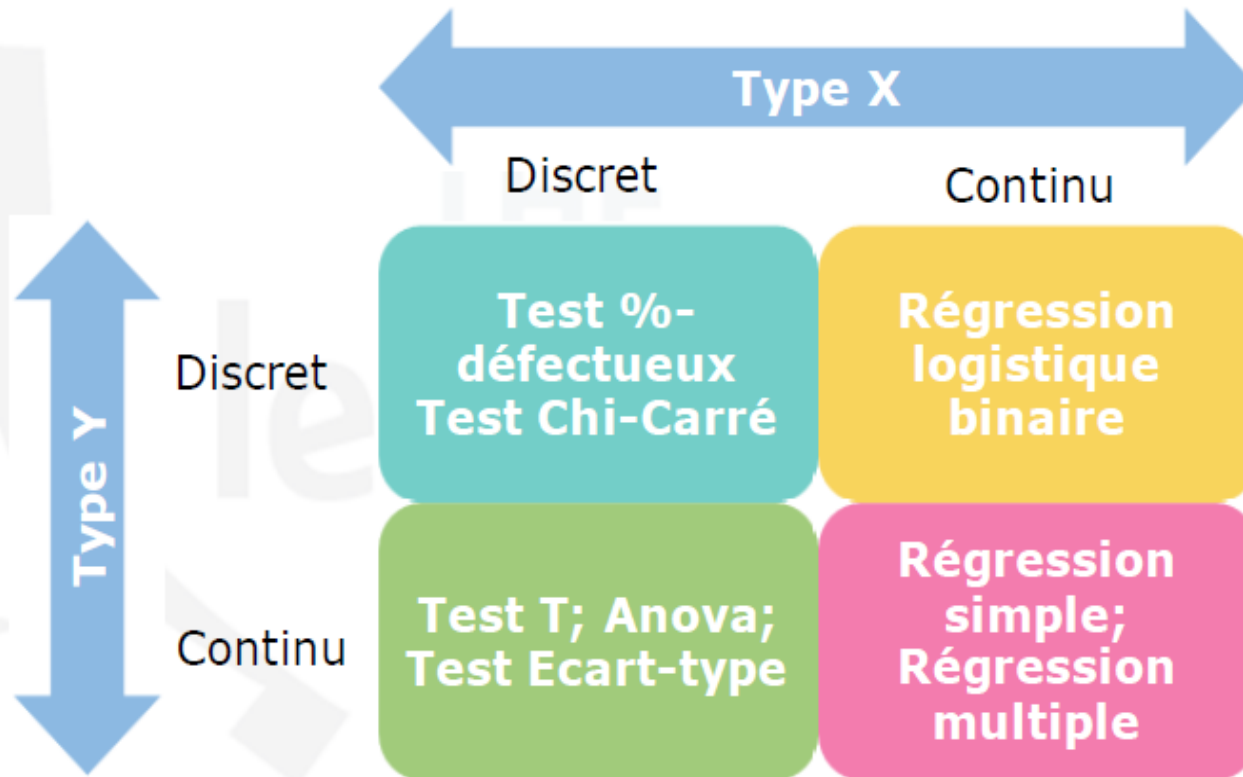 Type X
Discret
Continu
Type Y
Discret
Test %-
défectueux
Test Chi-Carré
Régression
logistique
binaire
Continu
Test T; Anova;
Test Ecart-type
Régression
simple;
Régression
multiple